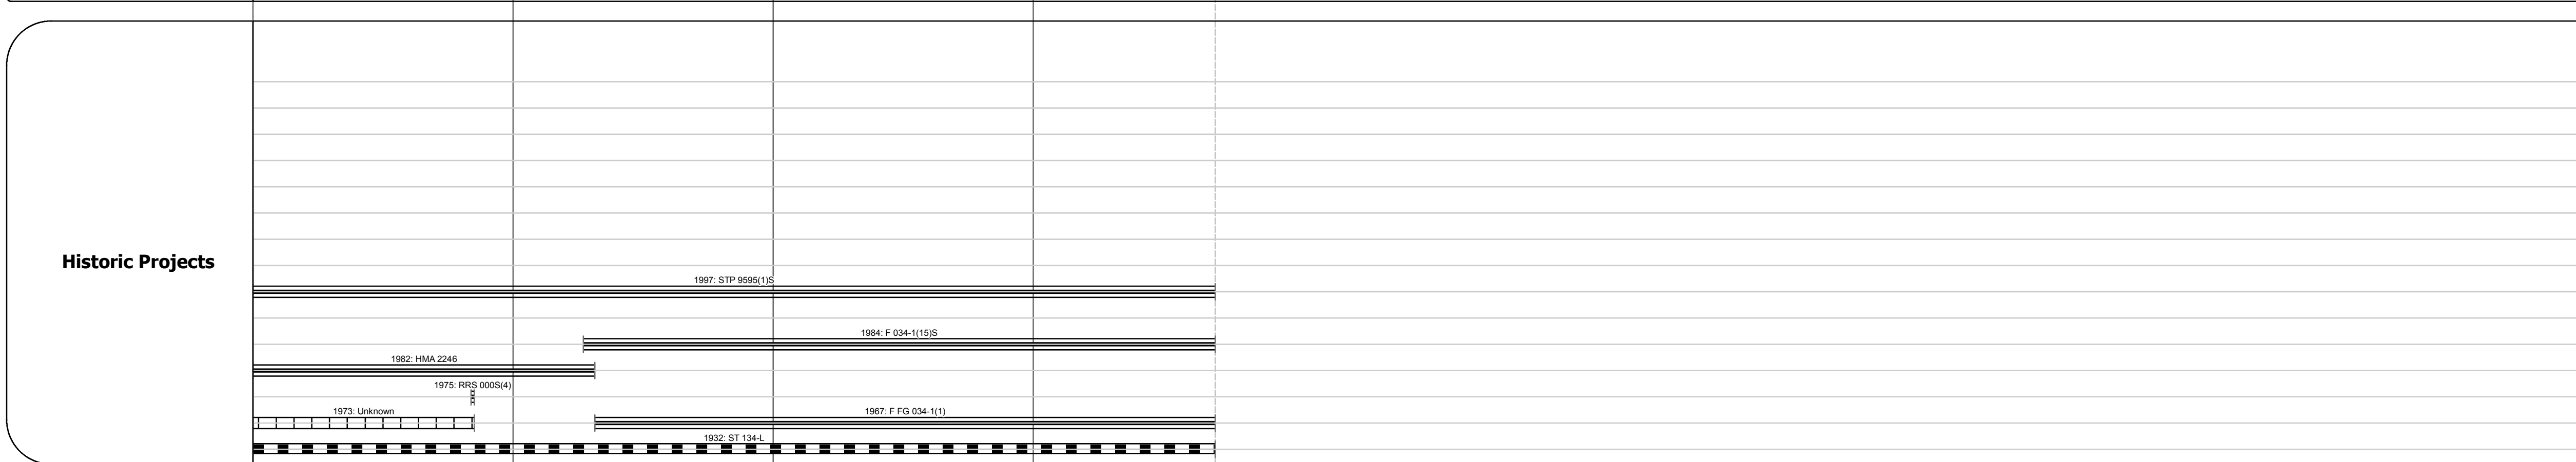 Historic Projects
1997: STP 9595(1)S
1984: F 034-1(15)S
1982: HMA 2246
1975: RRS 000S(4)
1973: Unknown
1967: F FG 034-1(1)
1932: ST 134-L